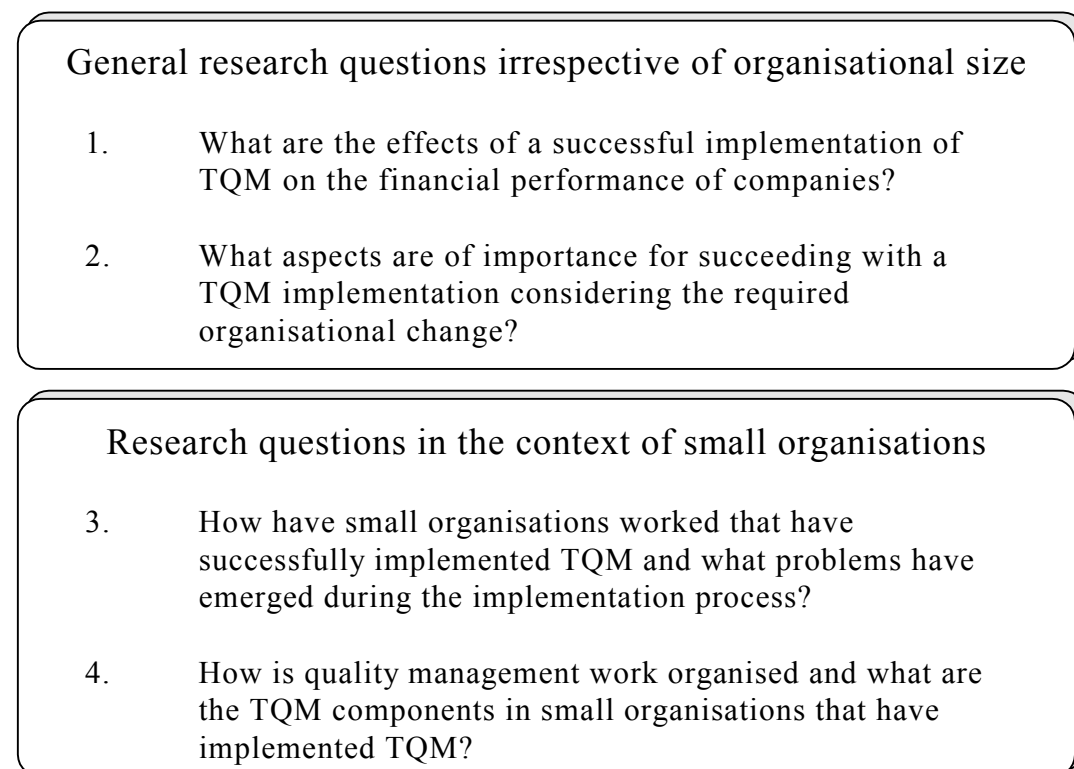 General research questions irrespective of organisational size
1. What are the effects of a successful implementation of
TQM on the financial performance of companies?
2. What aspects are of importance for succeeding with a
TQM implementation considering the required
organisational change?
Research questions in the context of small organisations
3. How have small organisations worked that have
successfully implemented TQM and what problems have
emerged during the implementation process?
4. How is quality management work organised and what are
the TQM components in small organisations that have
implemented TQM?